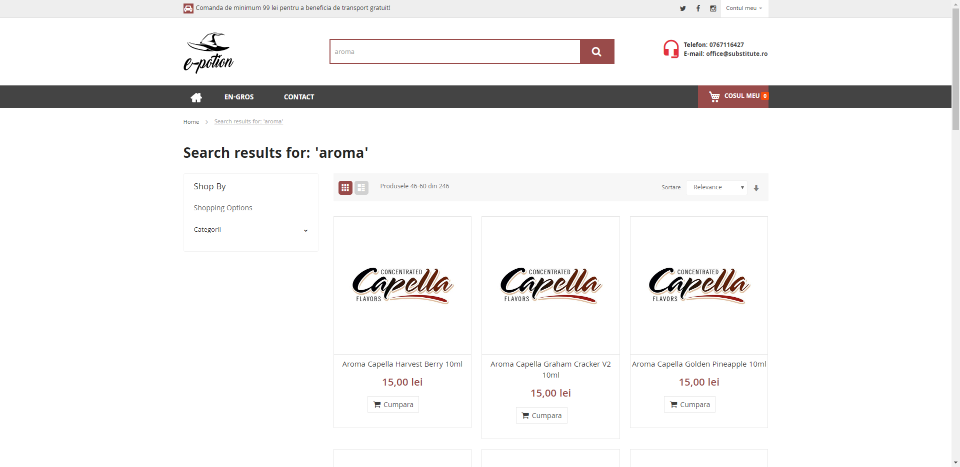 Comanda de minimum 99 lei pentru a beneficia de transport gratuit!
Contul meu
e-potion
aroma
Telefon: 0767116427
E-mail: office@substitute.ro
EN-GROS
CONTACT
COSUL MEU 0
Home > Search results for: 'aroma'
Search results for: 'aroma'
Shop By
Shopping Options
Categorii
Produsele 46-60 din 246
Sortare
Relevance
CONCENTRATED
Capella
FLAVORS
CONCENTRATED
Capella
FLAVORS
CONCENTRATED
Capella
FLAVORS
Aroma Capella Harvest Berry 10ml
15,00 lei
Cumpara
Aroma Capella Graham Cracker V2
10ml
15,00 lei
Cumpara
Aroma Capella Golden Pineapple 10ml
15,00 lei
Cumpara